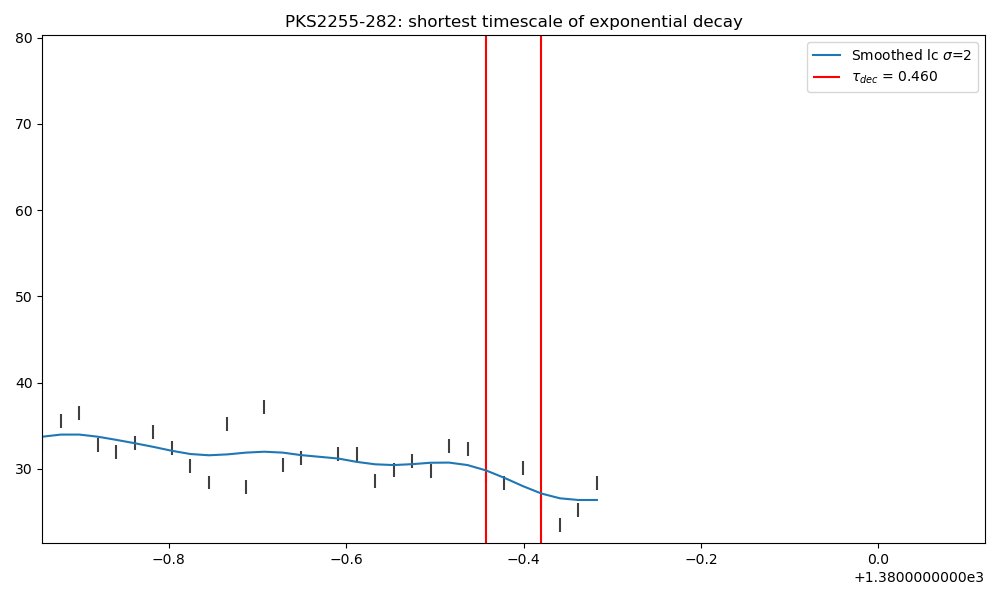 PKS2255-282: shortest timescale of exponential decay
80
70
60
50
40
30
Smoothed lc σ=2
τ_dec = 0.460
−0.8
−0.6
−0.4
−0.2
0.0
+1.3800000000e3